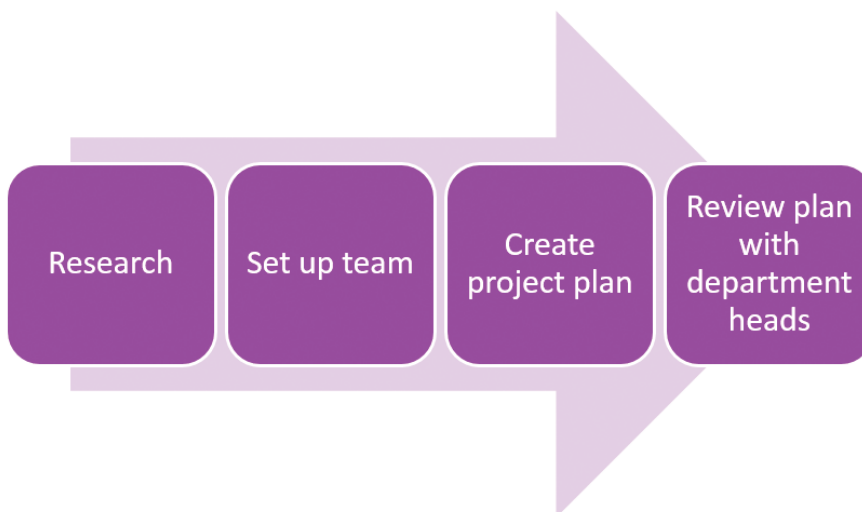 Research
Set up team
Create
project plan
Review plan
with
department
heads